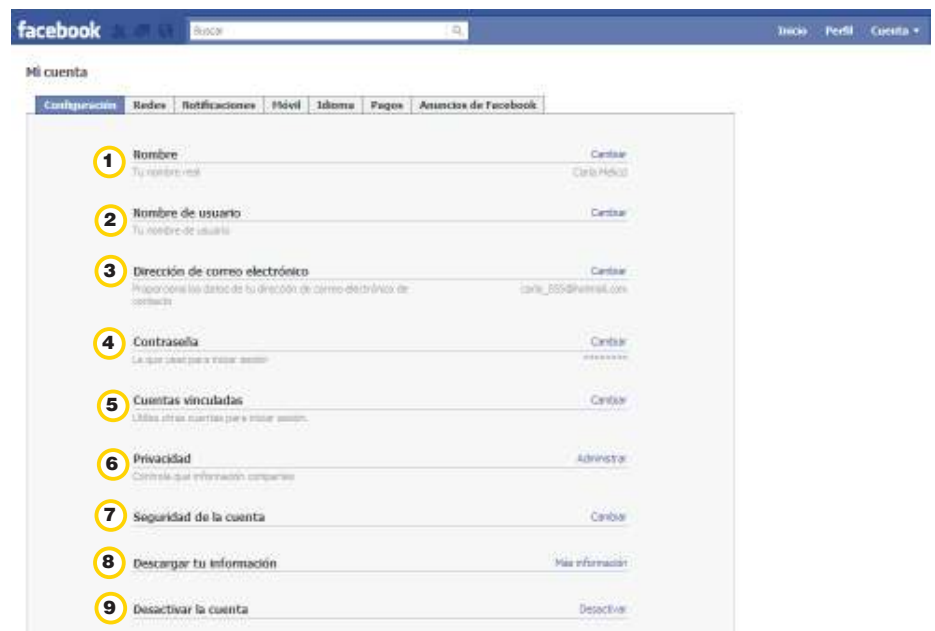 facebook
Buscar
Inicio Perfil Cuenta
Mi cuenta
Configuración Redes Notificaciones Móvil Idioma Pagos Anuncios de Facebook
1 Nombre Cambiar
Tu nombre real
2 Nombre de usuario Cambiar
Tu nombre de usuario
3 Dirección de correo electrónico Cambiar
Proporciona los datos de tu dirección de correo electrónico de
contacto
4 Contraseña Cambiar
La que usas para iniciar sesión
5 Cuentas vinculadas Cambiar
Utiliza otras cuentas para iniciar sesión.
6 Privacidad Administrar
Controla qué información compartes
7 Seguridad de la cuenta Cambiar
8 Descargar tu información Más información
9 Desactivar la cuenta Desactivar